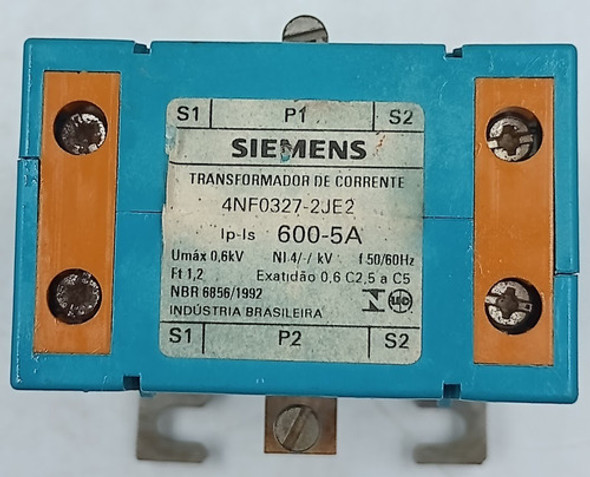 S1 P1 S2
SIEMENS
TRANSFORMADOR DE CORRENTE
4NF0327-2JE2
Ip-Is 600-5A
Umáx 0,6kV NI 4/-/ kV f 50/60Hz
Ft 1,2 Exatidão 0,6 C2,5 a C5
NBR 6856/1992
INDÚSTRIA BRASILEIRA
S1 P2 S2